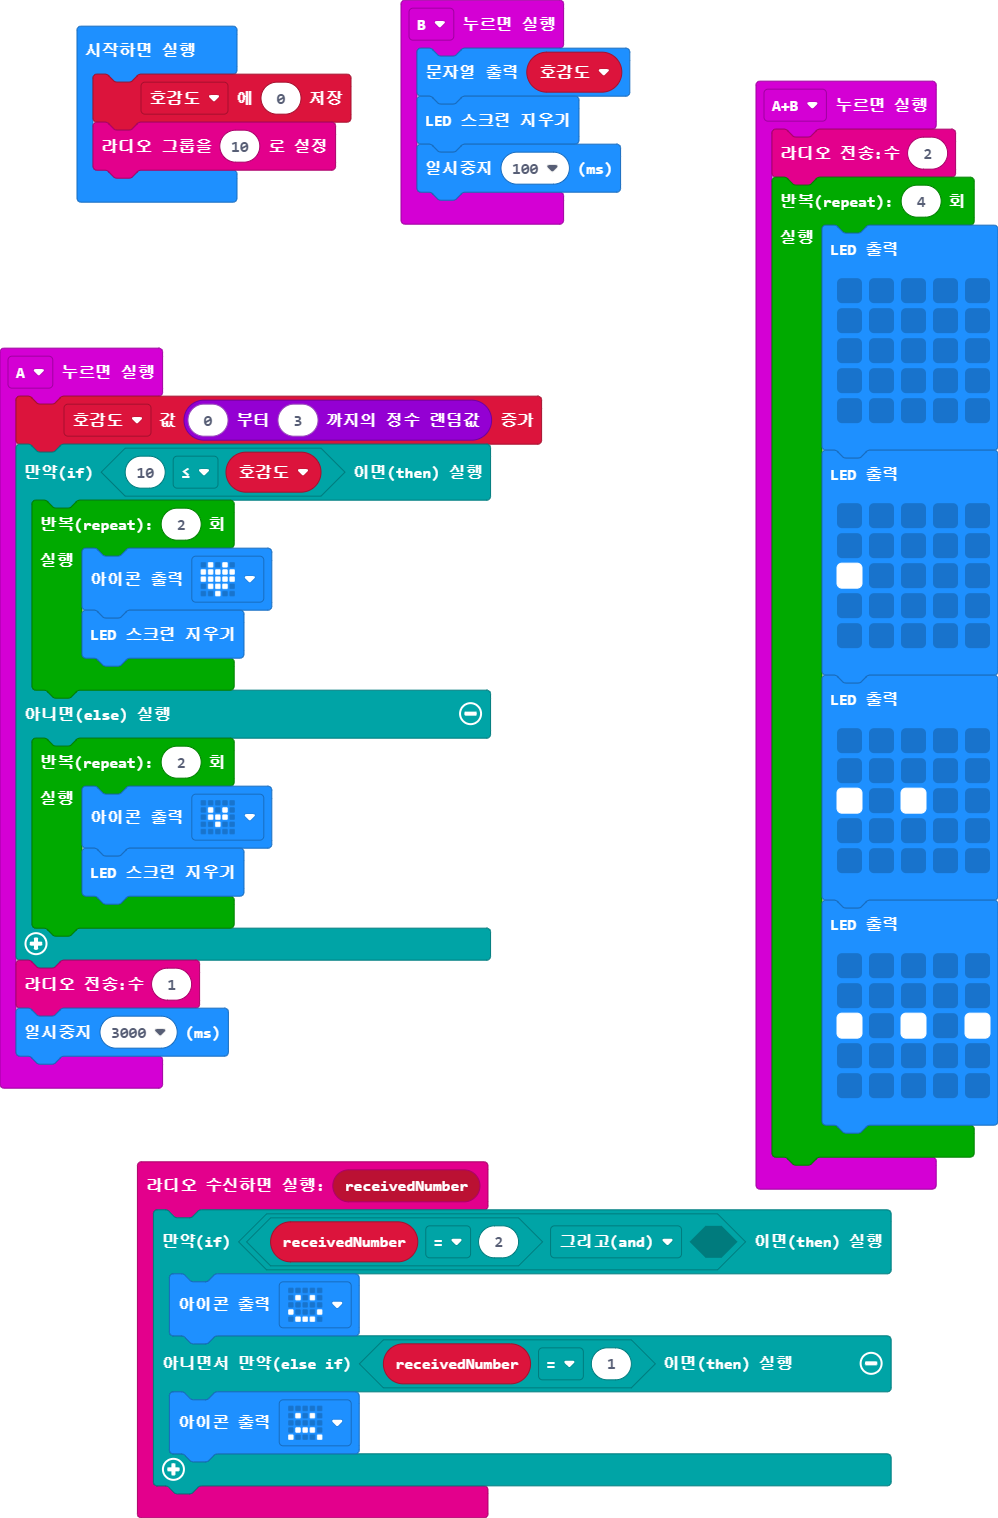 시작하면 실행
호감도 에 0 저장
라디오 그룹을 10 로 설정
B 누르면 실행
문자열 출력 호감도
LED 스크린 지우기
일시중지 100 (ms)
A+B 누르면 실행
라디오 전송:수 2
반복(repeat): 4 회
실행
LED 출력
LED 출력
LED 출력
LED 출력
A 누르면 실행
호감도 값 0 부터 3 까지의 정수 랜덤값 증가
만약(if) 10 ≤ 호감도 이면(then) 실행
반복(repeat): 2 회
실행 아이콘 출력
LED 스크린 지우기
아니면(else) 실행
반복(repeat): 2 회
실행 아이콘 출력
LED 스크린 지우기
라디오 전송:수 1
일시중지 3000 (ms)
라디오 수신하면 실행: receivedNumber
만약(if) receivedNumber = 2 그리고(and) 이면(then) 실행
아이콘 출력
아니면서 만약(else if) receivedNumber = 1 이면(then) 실행
아이콘 출력